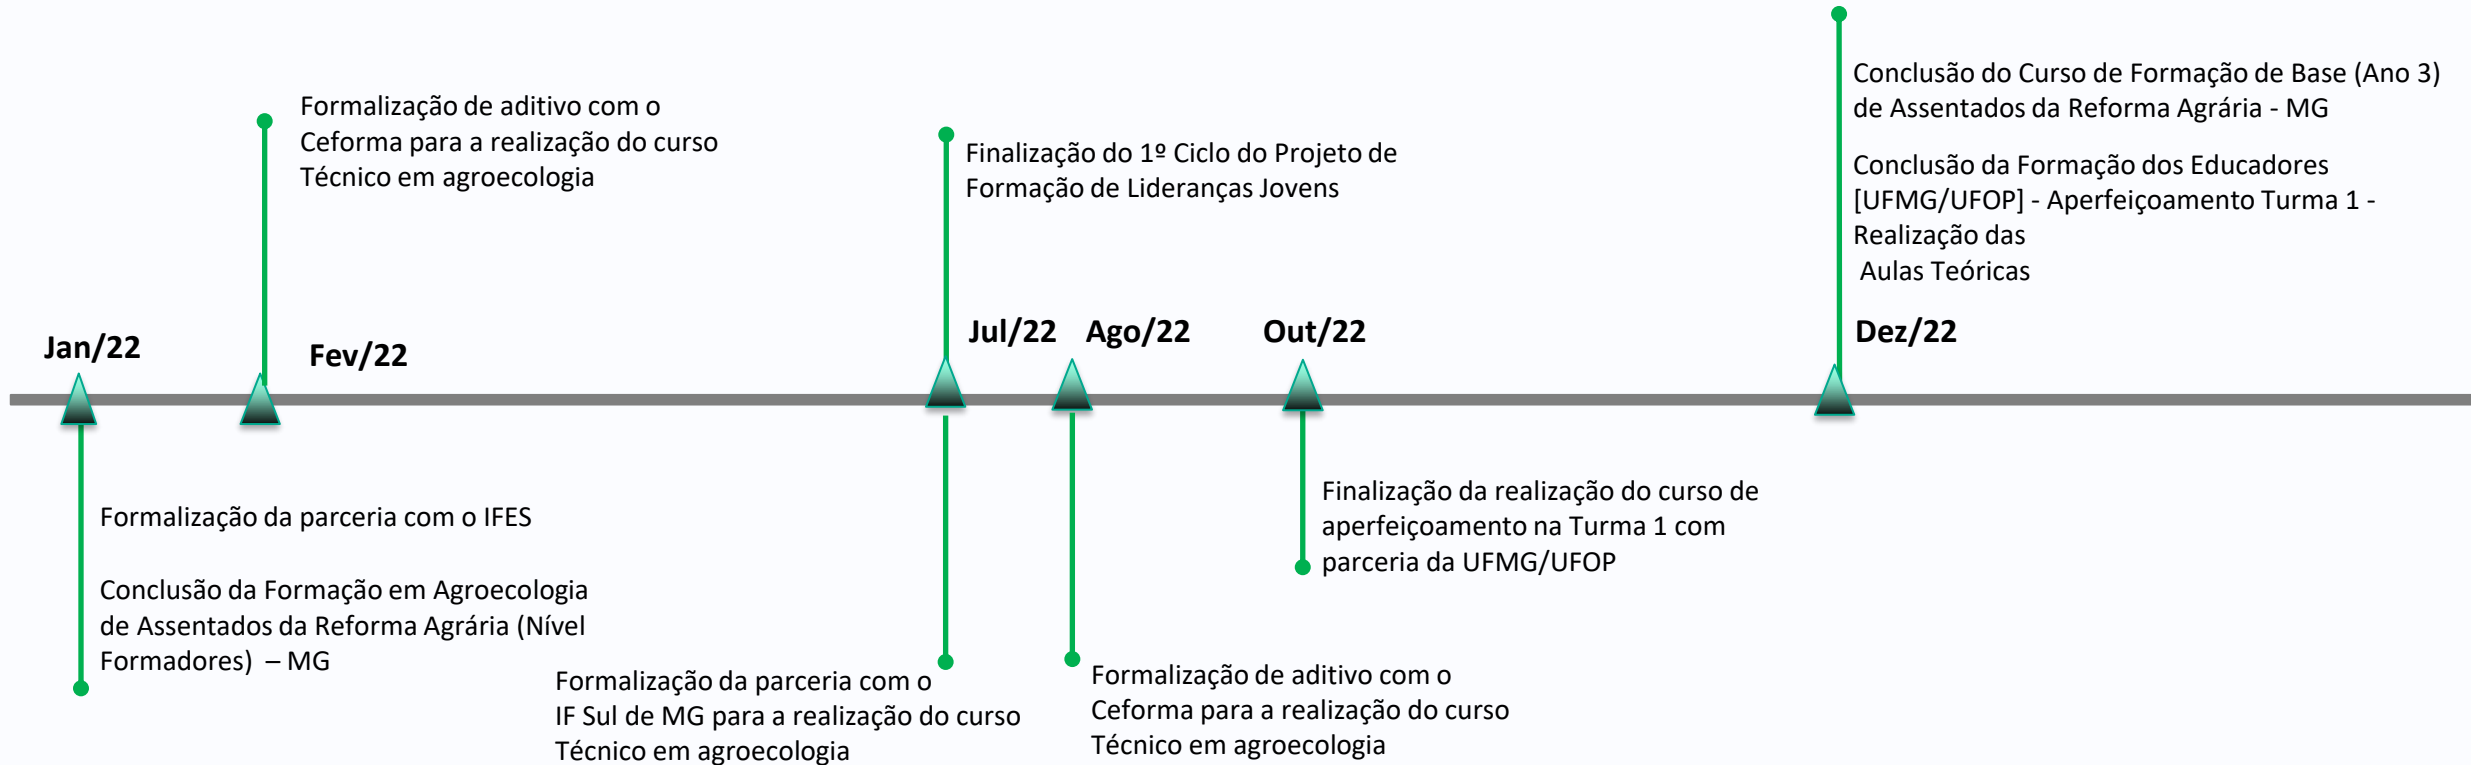 Jan/22
Formalização da parceria com o IFES
Conclusão da Formação em Agroecologia
de Assentados da Reforma Agrária (Nível
Formadores)  – MG
Fev/22
Formalização de aditivo com o
Ceforma para a realização do curso
Técnico em agroecologia
Jul/22
Finalização do 1º Ciclo do Projeto de
Formação de Lideranças Jovens
Formalização da parceria com o
IF Sul de MG para a realização do curso
Técnico em agroecologia
Ago/22
Formalização de aditivo com o
Ceforma para a realização do curso
Técnico em agroecologia
Out/22
Finalização da realização do curso de
aperfeiçoamento na Turma 1 com
parceria da UFMG/UFOP
Dez/22
Conclusão do Curso de Formação de Base (Ano 3)
de Assentados da Reforma Agrária - MG
Conclusão da Formação dos Educadores
[UFMG/UFOP] - Aperfeiçoamento Turma 1 -
Realização das
Aulas Teóricas